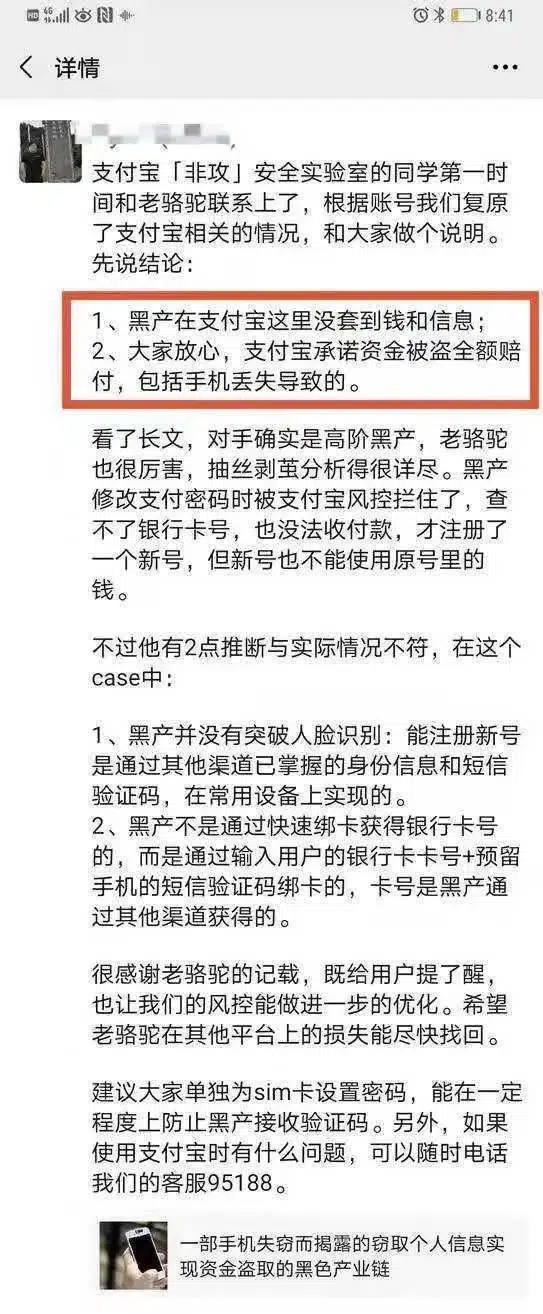 HD 4G 8:41
详情
支付宝「非攻」安全实验室的同学第一时
间和老骆驼联系上了，根据账号我们复原
了支付宝相关的情况，和大家做个说明。
先说结论：
1、黑产在支付宝这里没套到钱和信息；
2、大家放心，支付宝承诺资金被盗全额赔
付，包括手机丢失导致的。
看了长文，对手确实是高阶黑产，老骆驼
也很厉害，抽丝剥茧分析得很详尽。黑产
修改支付密码时被支付宝风控拦住了，查
不了银行卡号，也没法收付款，才注册了
一个新号，但新号也不能使用原号里的
钱。
不过他有2点推断与实际情况不符，在这个
case中：
1、黑产并没有突破人脸识别：能注册新号
是通过其他渠道已掌握的身份信息和短信
验证码，在常用设备上实现的。
2、黑产不是通过快速绑卡获得银行卡号
的，而是通过输入用户的银行卡卡号+预留
手机的短信验证码绑卡的，卡号是黑产通
过其他渠道获得的。
很感谢老骆驼的记载，既给用户提了醒，
也让我们的风控能做进一步的优化。希望
老骆驼在其他平台上的损失能尽快找回。
建议大家单独为sim卡设置密码，能在一定
程度上防止黑产接收验证码。另外，如果
使用支付宝时有什么问题，可以随时电话
我们的客服95188。
一部手机失窃而揭露的窃取个人信息实
现资金盗取的黑色产业链